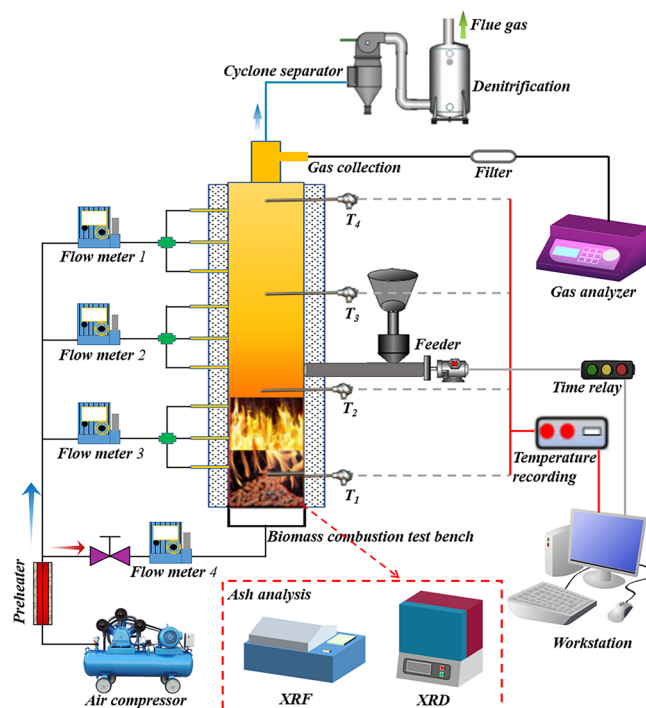 Flue gas
Cyclone separator
Denitrification
Gas collection
Filter
T4
Flow meter 1
Gas analyzer
T3
Flow meter 2
Feeder
Time relay
T2
Flow meter 3
Temperature
recording
T1
Biomass combustion test bench
Flow meter 4
Preheater
Ash analysis
Workstation
Air compressor
XRF
XRD